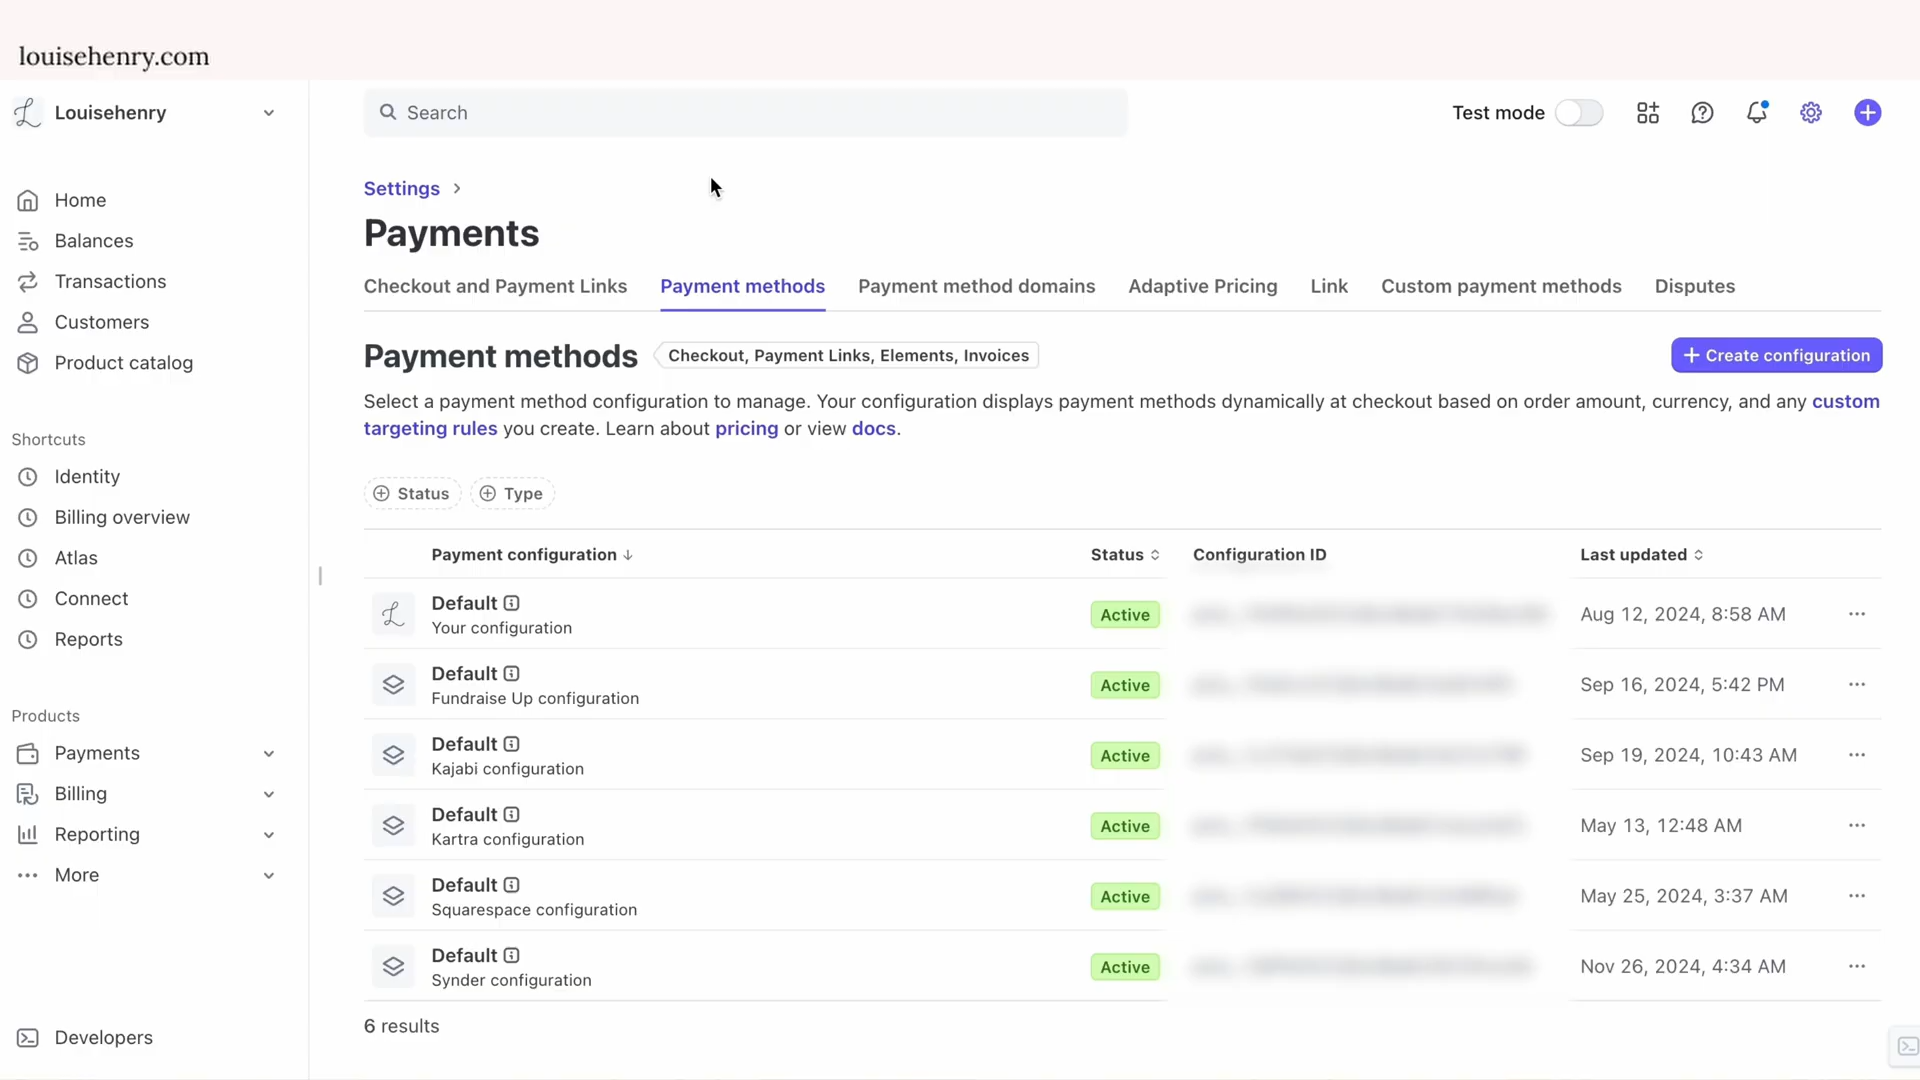 louisehenry.com
Louisehenry
Search
Test mode
Home
Balances
Transactions
Customers
Product catalog
Shortcuts
Identity
Billing overview
Atlas
Connect
Reports
Products
Payments
Billing
Reporting
More
Developers
Settings
Payments
Checkout and Payment Links Payment methods Payment method domains Adaptive Pricing Link Custom payment methods Disputes
Payment methods Checkout, Payment Links, Elements, Invoices Create configuration
Select a payment method configuration to manage. Your configuration displays payment methods dynamically at checkout based on order amount, currency, and any custom
targeting rules you create. Learn about pricing or view docs.
Status Type
Payment configuration Status Configuration ID Last updated
Default
Your configuration
Active Aug 12, 2024, 8:58 AM
Default
Fundraise Up configuration
Active Sep 16, 2024, 5:42 PM
Default
Kajabi configuration
Active Sep 19, 2024, 10:43 AM
Default
Kartra configuration
Active May 13, 12:48 AM
Default
Squarespace configuration
Active May 25, 2024, 3:37 AM
Default
Synder configuration
Active Nov 26, 2024, 4:34 AM
6 results